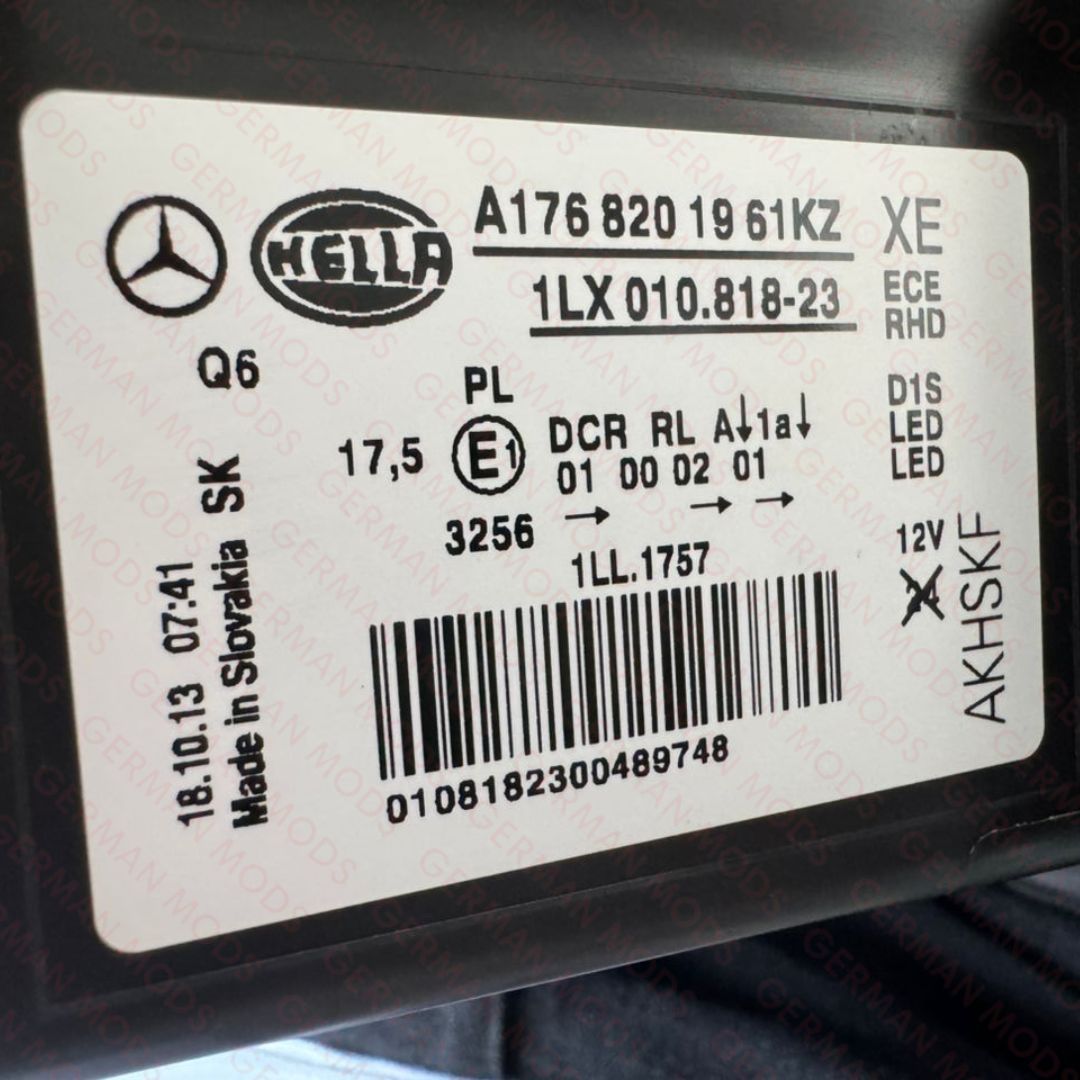 HELLA
A176 820 19 61KZ
1LX 010.818-23
XE
ECE
RHD
Q6
PL
17,5 E1 DCR RL A↓1a↓
01 00 02 01
3256 → → →
1LL.1757
D1S
LED
LED
12V
AKHSKF
18.10.13 07:41
Made in Slovakia SK
0108182300489748
GERMAN MODS